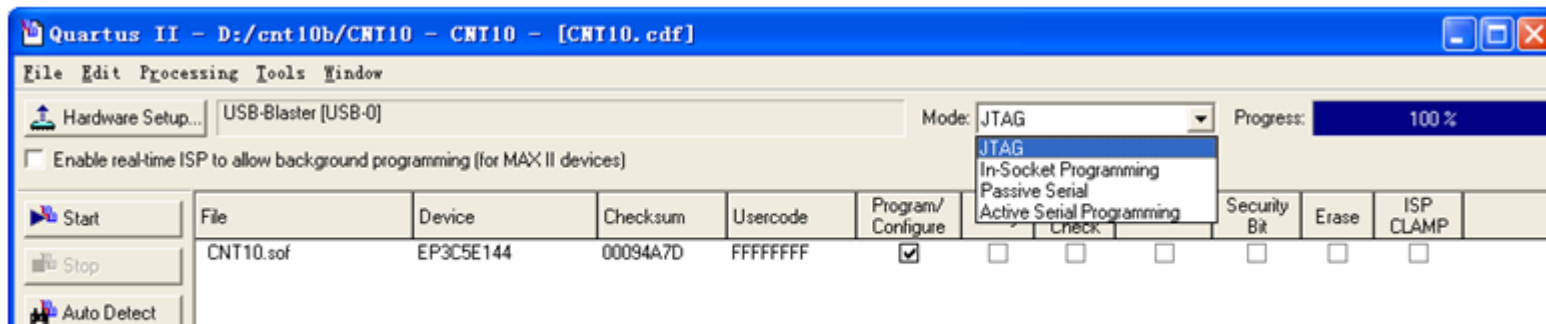 Quartus II - D:/cnt10b/CNT10 - CNT10 - [CNT10.cdf]
File Edit Processing Tools Window
Hardware Setup... USB-Blaster [USB-0] Mode: JTAG Progress: 100 %
Enable real-time ISP to allow background programming (for MAX II devices)
JTAG
In-Socket Programming
Passive Serial
Active Serial Programming
Start File Device Checksum Usercode Program/ Configure Check Security Bit Erase ISP CLAMP
CNT10.sof EP3C5E144 00094A7D FFFFFFFF
Stop
Auto Detect